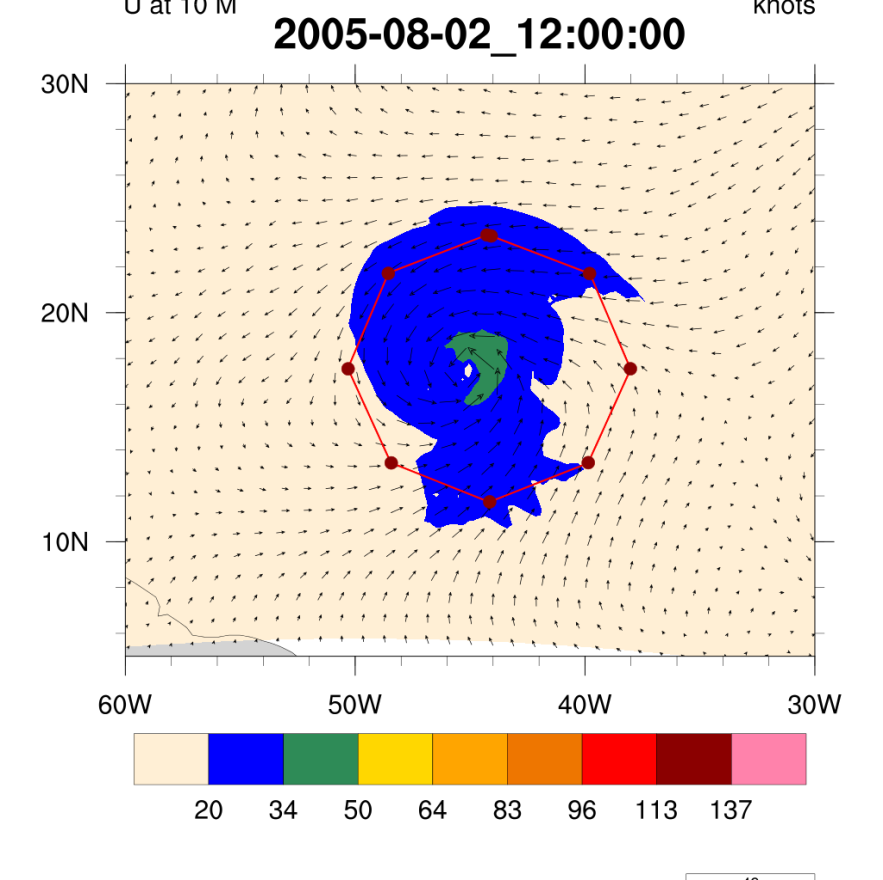 U at 10 M knots
2005-08-02_12:00:00
30N
20N
10N
60W 50W 40W 30W
20 34 50 64 83 96 113 137